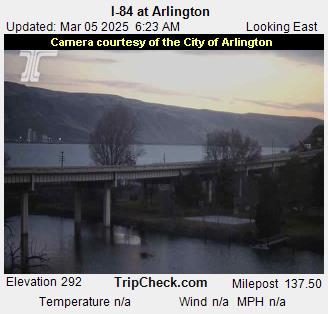 I-84 at Arlington
Updated: Mar 05 2025 6:23 AM Looking East
Camera courtesy of the City of Arlington
Elevation 292 TripCheck.com Milepost 137.50
Temperature n/a Wind n/a MPH n/a